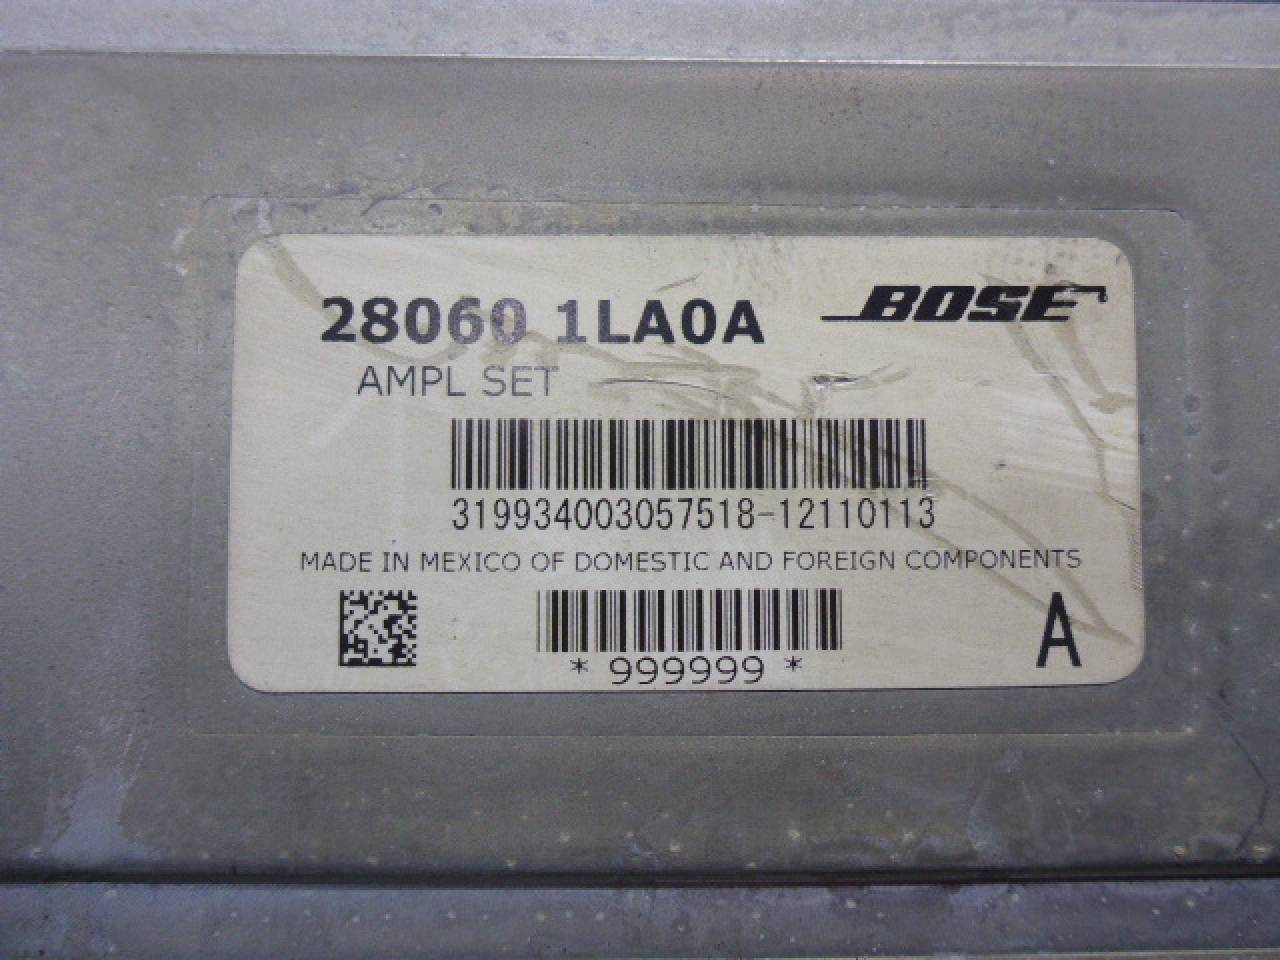 28060 1LA0A BOSE
AMPL SET
319934003057518-12110113
MADE IN MEXICO OF DOMESTIC AND FOREIGN COMPONENTS
* 999999 *
A